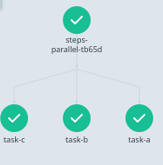 steps-
parallel-tb65d
task-c task-b task-a